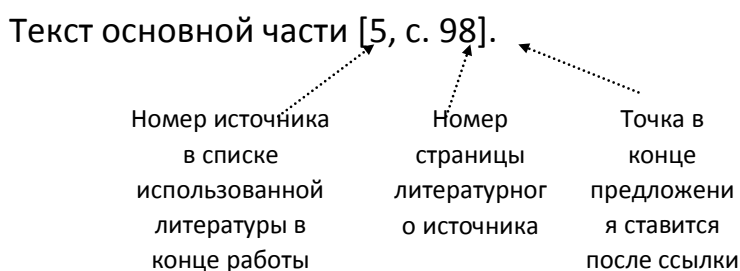 Текст основной части [5, с. 98].
Номер источника
в списке
использованной
литературы в
конце работы
Номер
страницы
литературног
о источника
Точка в
конце
предложени
я ставится
после ссылки